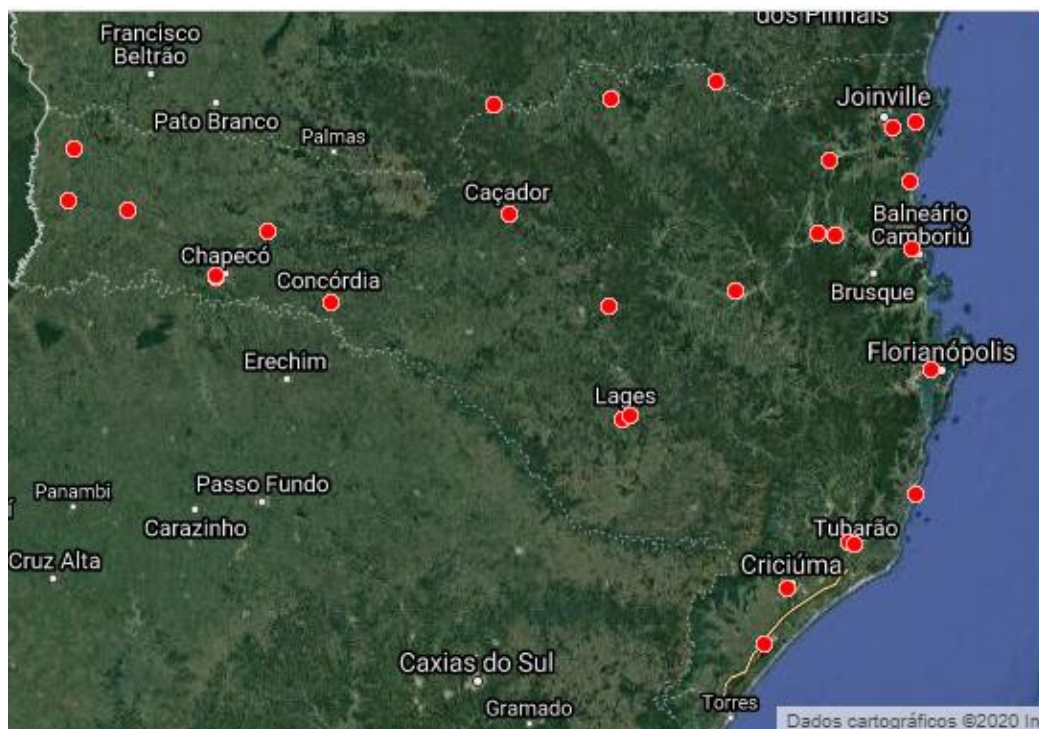 dos Pinhais
Francisco
Beltrão
Pato Branco
Palmas
Joinville
Caçador
Balneário
Camboriú
Chapecó
Concórdia
Brusque
Erechim
Florianópolis
Lages
Panambi
Passo Fundo
Carazinho
Tubarão
Cruz Alta
Criciúma
Caxias do Sul
Gramado
Torres
Dados cartográficos ©2020 In